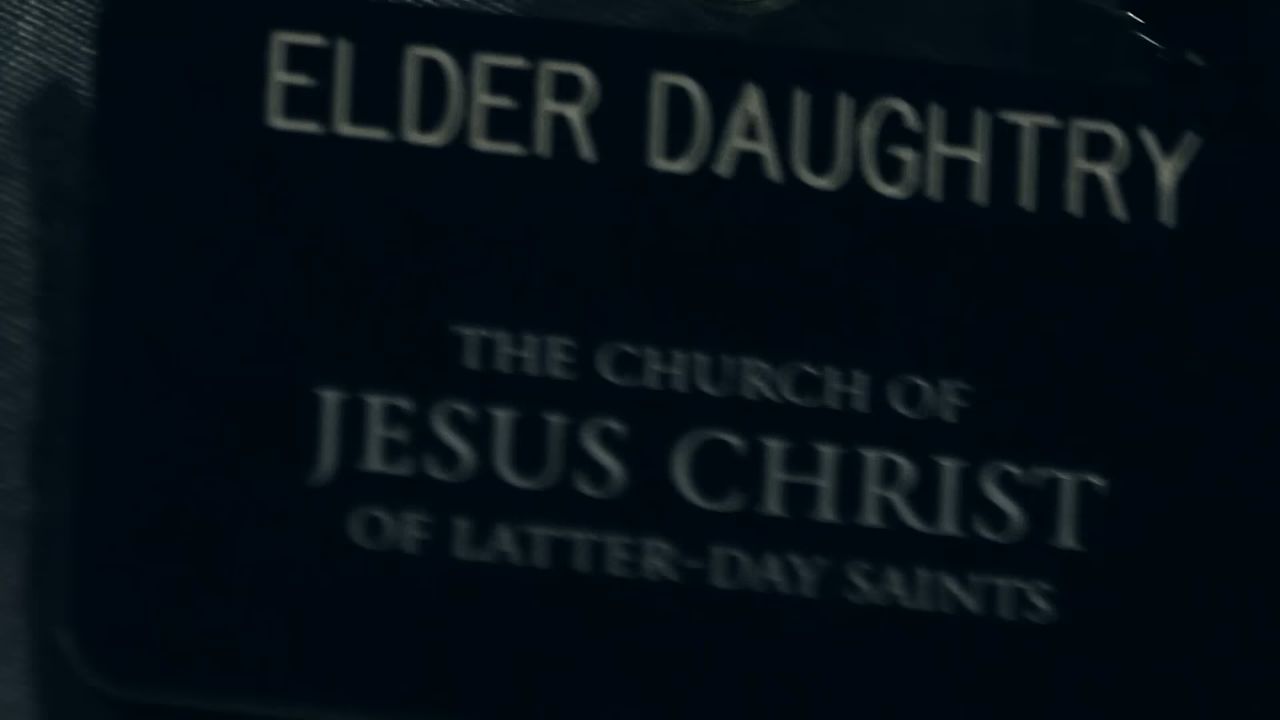 ELDER DAUGHTRY
THE CHURCH OF
JESUS CHRIST
OF LATTER-DAY SAINTS